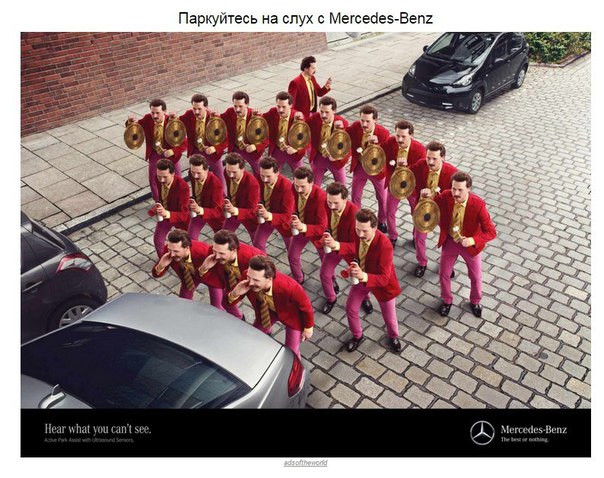 Паркуйтесь на слух с Mercedes-Benz
Hear what you can't see.
Active Park Assist with Ultrasound Sensors.
Mercedes-Benz
The best or nothing.
adsoftheworld